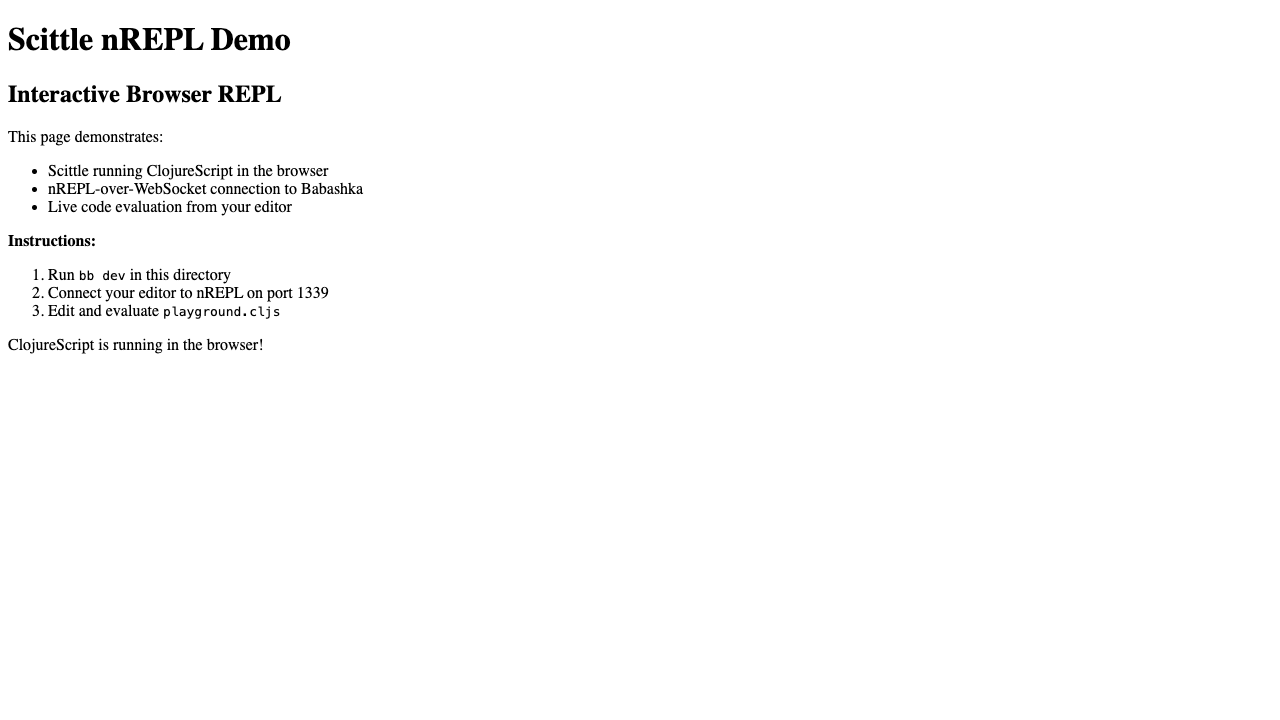 Scittle nREPL Demo
Interactive Browser REPL
This page demonstrates:
• Scittle running ClojureScript in the browser
• nREPL-over-WebSocket connection to Babashka
• Live code evaluation from your editor
Instructions:
1. Run bb dev in this directory
2. Connect your editor to nREPL on port 1339
3. Edit and evaluate playground.cljs
ClojureScript is running in the browser!